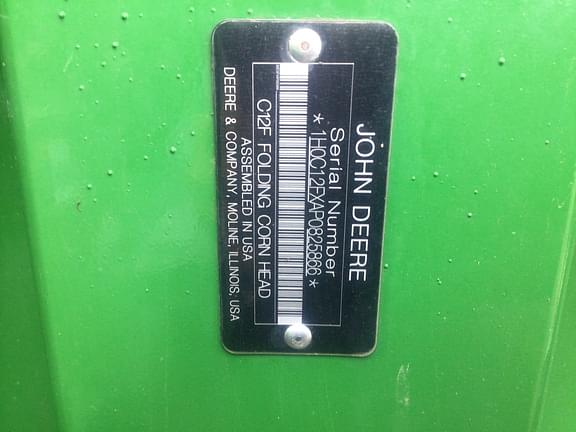 JOHN DEERE
Serial Number
* 1H0C12FXAP0825866 *
C12F FOLDING CORN HEAD
ASSEMBLED IN USA
DEERE & COMPANY, MOLINE, ILLINOIS, USA